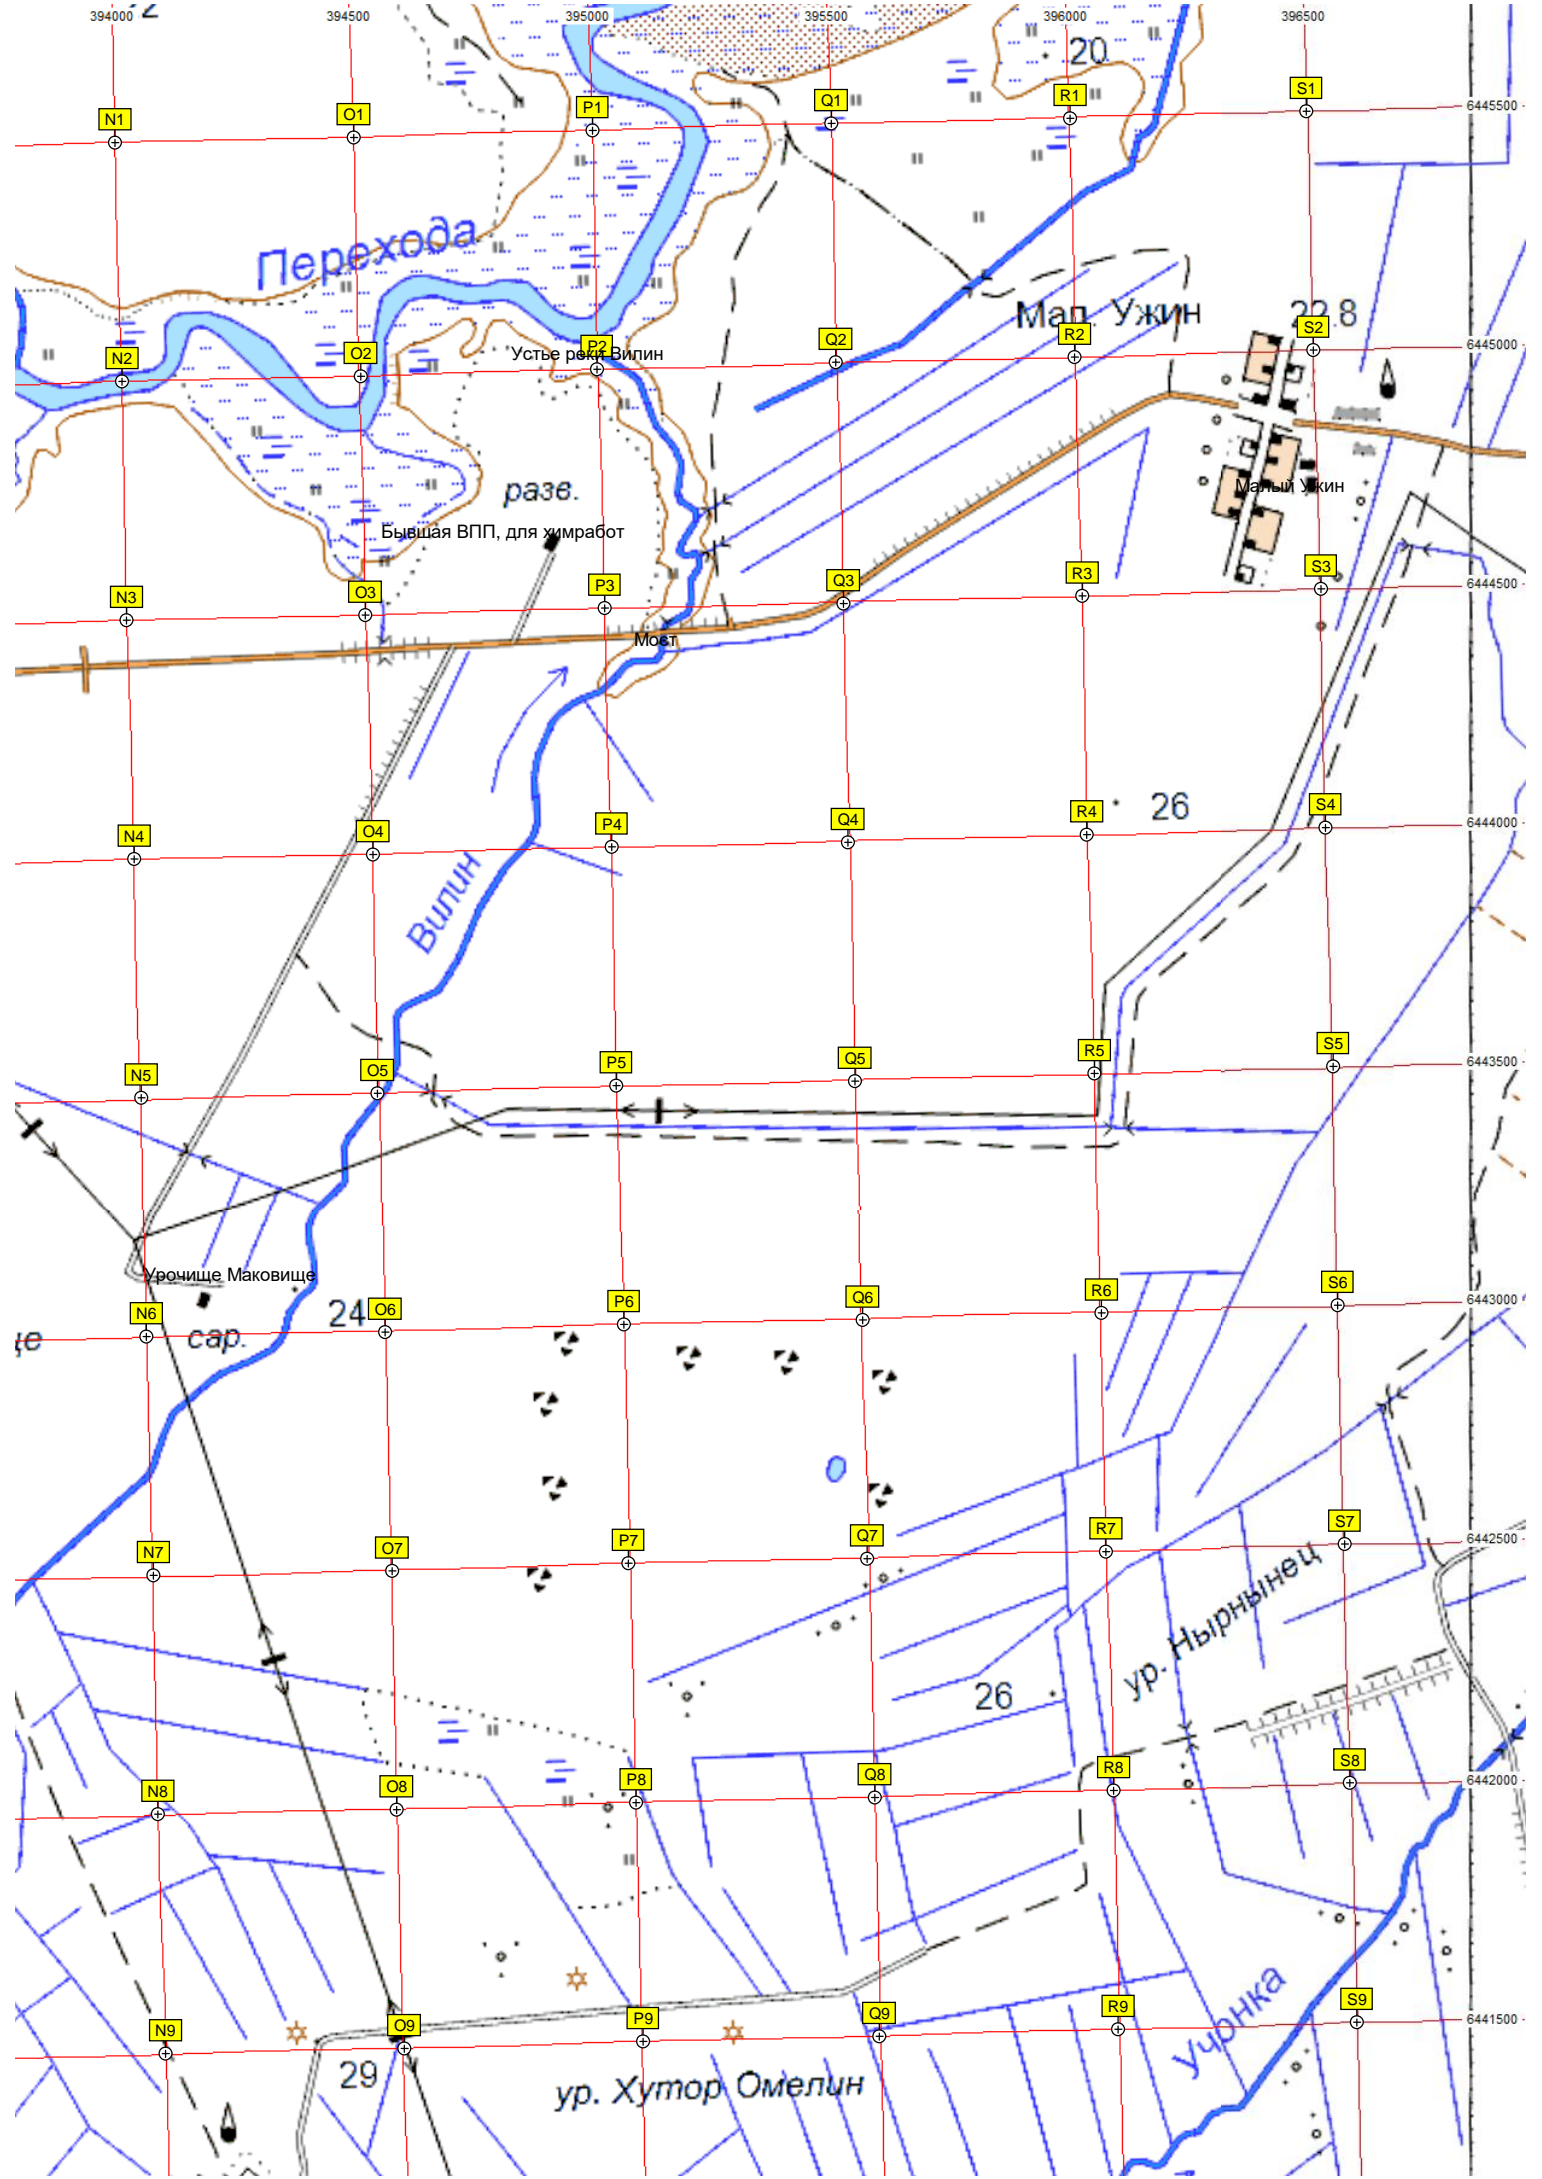 394000 394500 395000 395500 396000 396500
2
20
N1 O1 P1 Q1 R1 S1 6445500
Перехода
Мал. Ужин 22.8
N2 O2 P2 Q2 R2 S2 6445000
Устье реки Вилин
разв.
Малый Ужин
Бывшая ВПП, для химработ
N3 O3 P3 Q3 R3 S3 6444500
Мост
26
N4 O4 P4 Q4 R4 S4 6444000
Вилин
N5 O5 P5 Q5 R5 S5 6443500
Урочище Маковище
24
N6 O6 P6 Q6 R6 S6 6443000
ще сар.
N7 O7 P7 Q7 R7 S7 6442500
ур. Нырнынец
26
N8 O8 P8 Q8 R8 S8 6442000
N9 O9 P9 Q9 R9 S9 6441500
Учонка
29
ур. Хутор Омелин